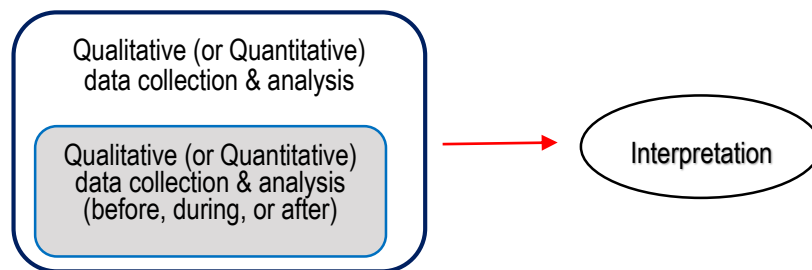 Qualitative (or Quantitative)
data collection & analysis
Qualitative (or Quantitative)
data collection & analysis
(before, during, or after)
Interpretation